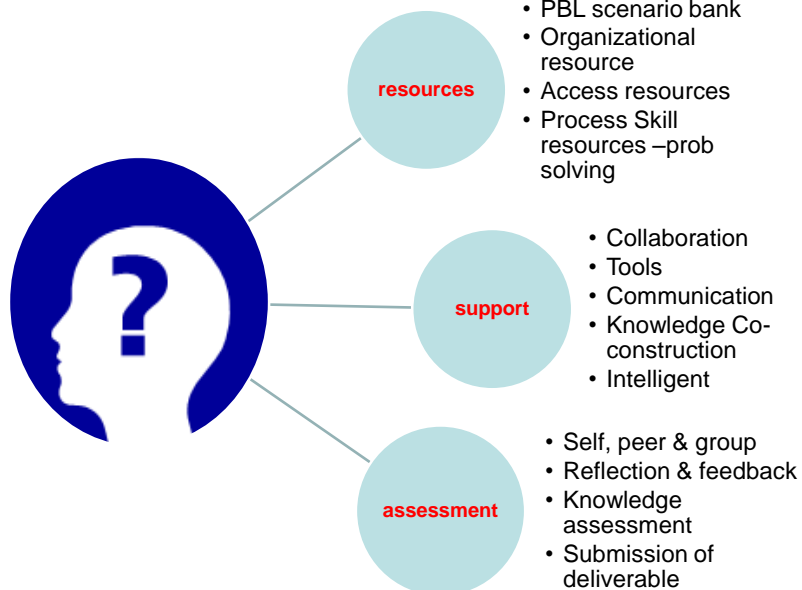 • PBL scenario bank
• Organizational
resource
• Access resources
• Process Skill
resources –prob
solving
resources
?
• Collaboration
• Tools
• Communication
• Knowledge Co-
construction
• Intelligent
support
• Self, peer & group
• Reflection & feedback
• Knowledge
assessment
• Submission of
deliverable
assessment